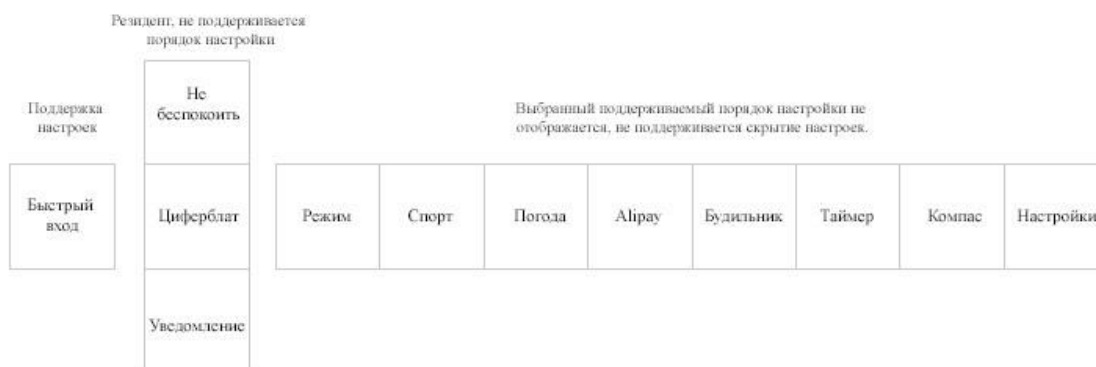 Резидент, не поддерживается
порядок настройки
Поддержка
настроек
Не
беспокоить
Выбранный поддерживаемый порядок настройки не
отображается, не поддерживается скрытие настроек.
Быстрый
вход
Циферблат
Режим
Спорт
Погода
Alipay
Будильник
Таймер
Компас
Настройки
Уведомление